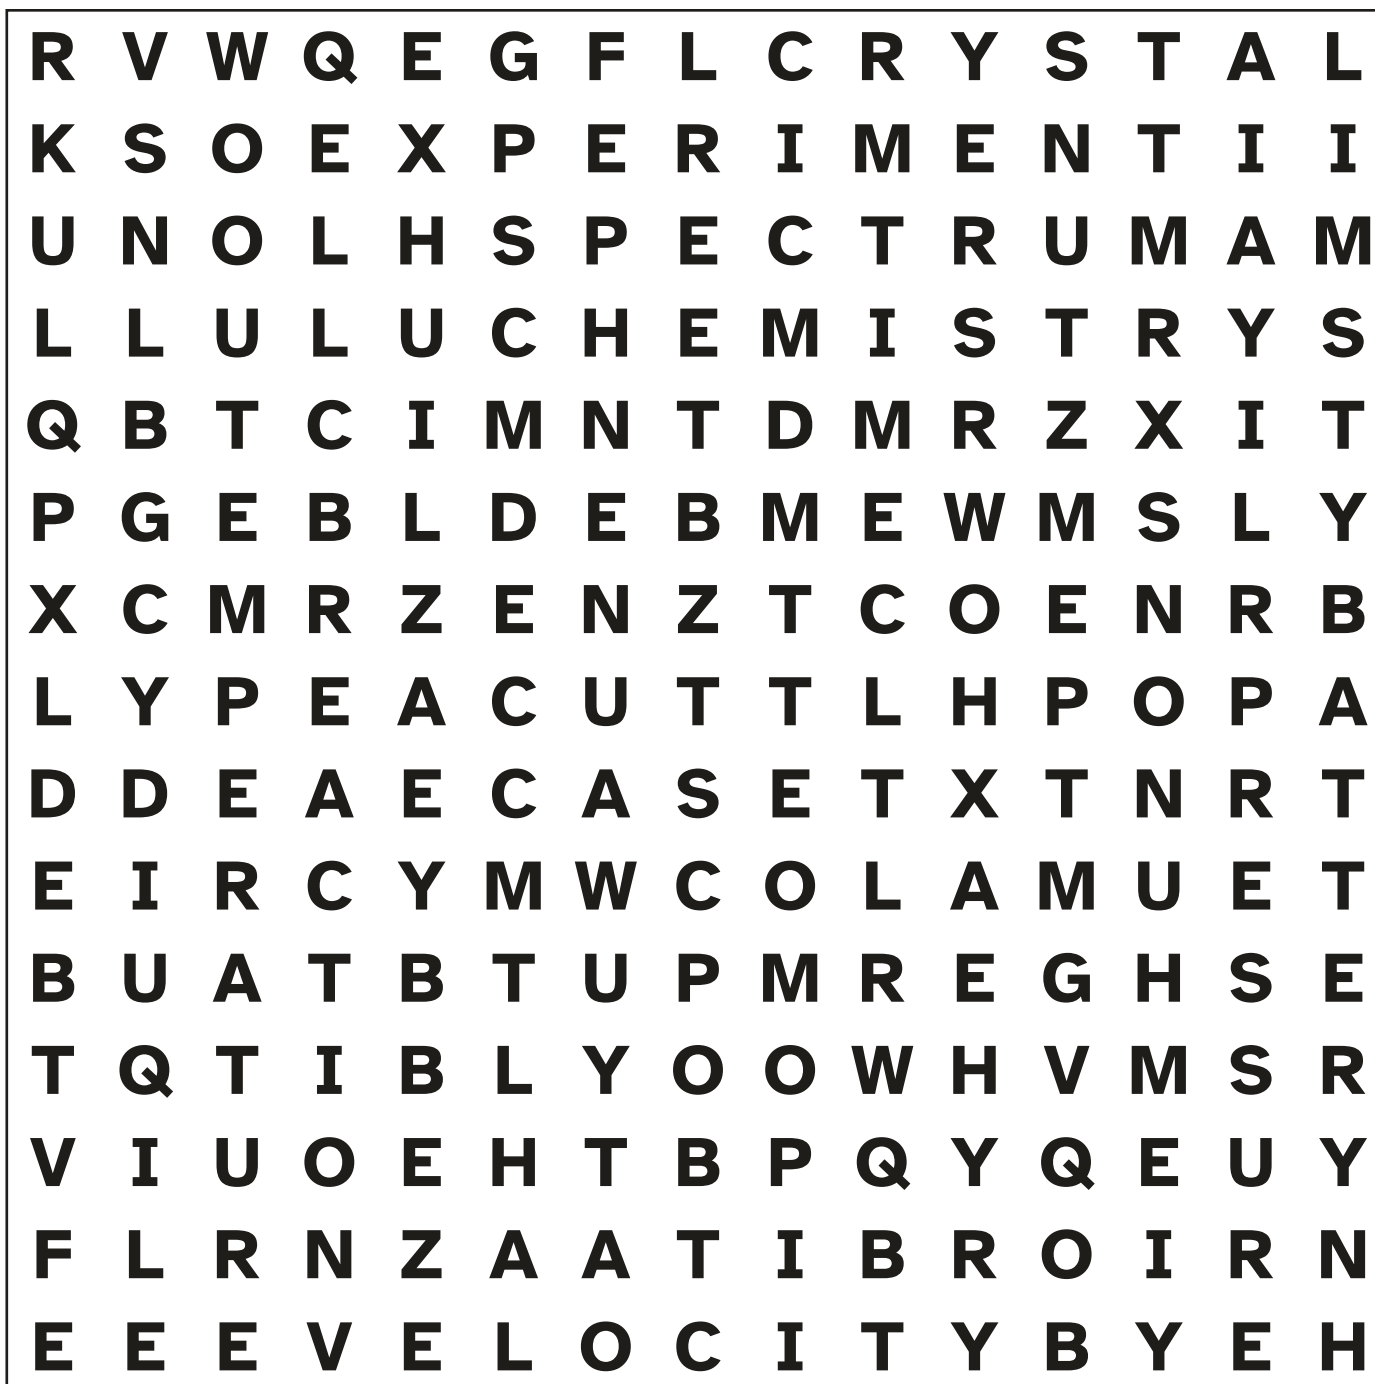 R V W Q E G F L C R Y S T A L
K S O E X P E R I M E N T I I
U N O L H S P E C T R U M A M
L L U L U C H E M I S T R Y S
Q B T C I M N T D M R Z X I T
P G E B L D E B M E W M S L Y
X C M R Z E N Z T C O E N R B
L Y P E A C U T T L H P O P A
D D E A E C A S E T X T N R T
E I R C Y M W C O L A M U E T
B U A T B T U P M R E G H S E
T Q T I B L Y O O W H V M S R
V I U O E H T B P Q Y Q E U Y
F L R N Z A A T I B R O I R N
E E E V E L O C I T Y B Y E H